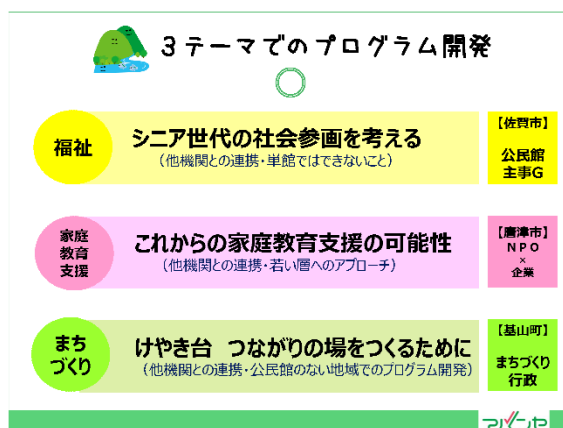 3テーマでのプログラム開発
福祉
シニア世代の社会参画を考える
(他機関との連携・単館ではできないこと)
【佐賀市】
公民館
主事G
家庭
教育
支援
これからの家庭教育支援の可能性
(他機関との連携・若い層へのアプローチ)
【唐津市】
NPO
×
企業
まち
づくり
けやき台 つながりの場をつくるために
(他機関との連携・公民館のない地域でのプログラム開発)
【基山町】
まちづくり
行政